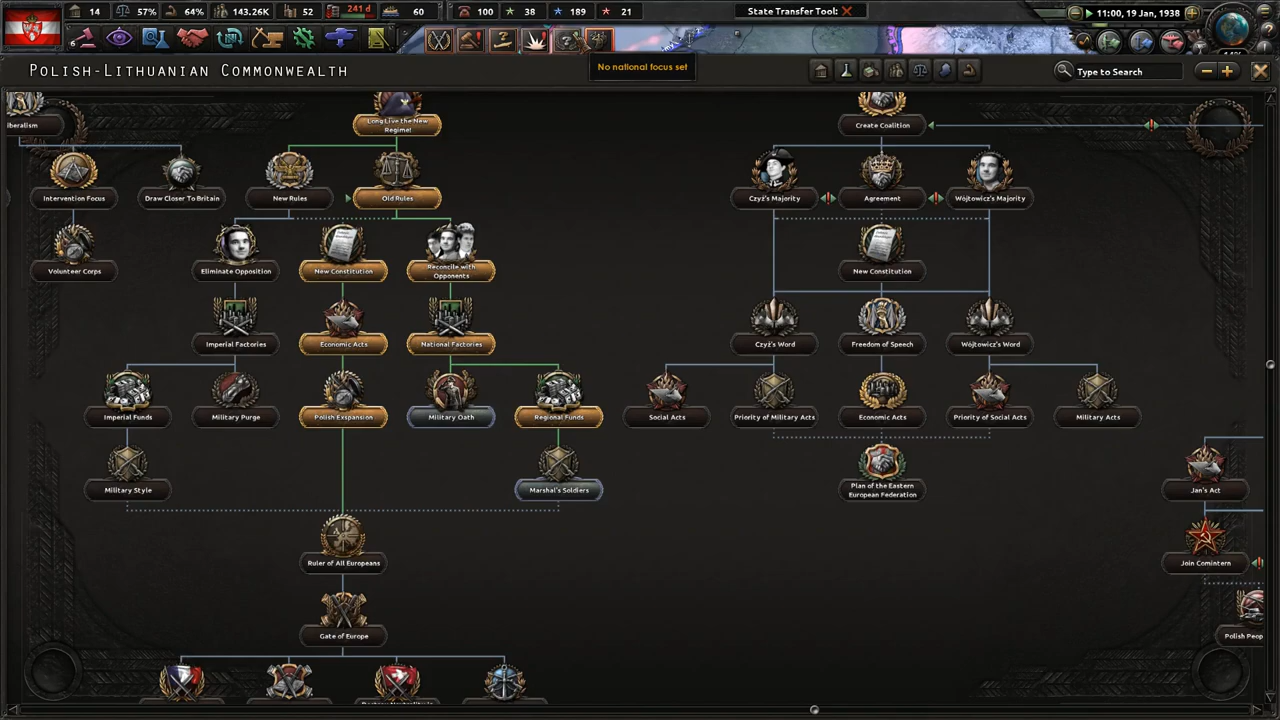 14
57%
64%
143.26K
52
241 d
60
100
38
189
21
State Transfer Tool:
11:00, 19 Jan, 1938
6
No national focus set
Polish-Lithuanian Commonwealth
Type to Search
iberalism
Long Live the New
Regime!
Create Coalition
Intervention Focus
Draw Closer To Britain
New Rules
Old Rules
Czyż's Majority
Agreement
Wójtowicz's Majority
Volunteer Corps
Eliminate Opposition
New Constitution
Reconcile with
Opponents
New Constitution
Imperial Factories
Economic Acts
National Factories
Czyż's Word
Freedom of Speech
Wójtowicz's Word
Imperial Funds
Military Purge
Polish Exspansion
Military Oath
Regional Funds
Social Acts
Priority of Military Acts
Economic Acts
Priority of Social Acts
Military Acts
Military Style
Marshal's Soldiers
Plan of the Eastern
European Federation
Jan's Act
Ruler of All Europeans
Join Comintern
Gate of Europe
Polish Peop